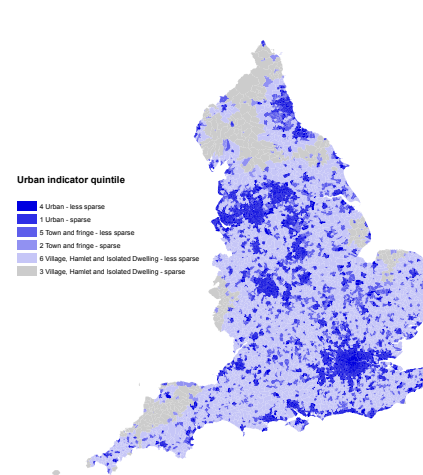 Urban indicator quintile
4 Urban - less sparse
1 Urban - sparse
5 Town and fringe - less sparse
2 Town and fringe - sparse
6 Village, Hamlet and Isolated Dwelling - less sparse
3 Village, Hamlet and Isolated Dwelling - sparse